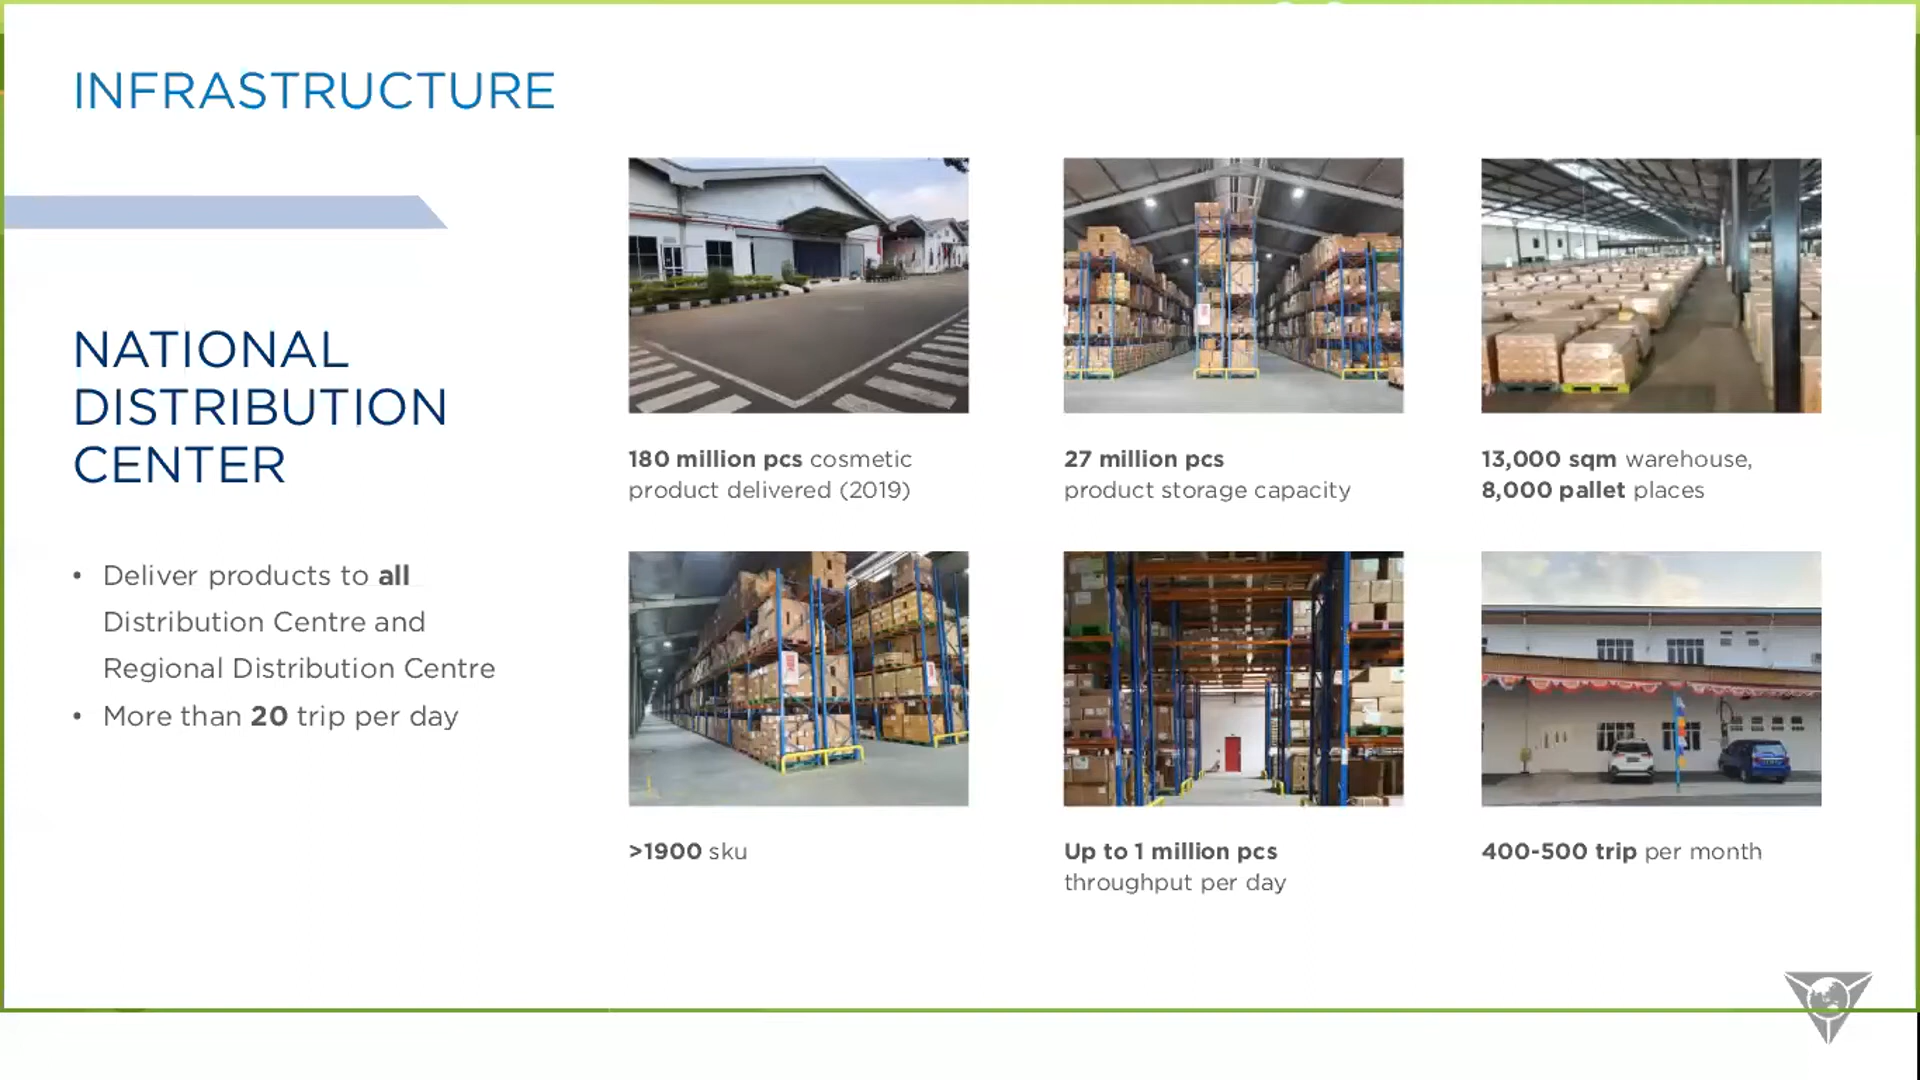 INFRASTRUCTURE
NATIONAL
DISTRIBUTION
CENTER
• Deliver products to all
Distribution Centre and
Regional Distribution Centre
• More than 20 trip per day
180 million pcs cosmetic
product delivered (2019)
27 million pcs
product storage capacity
13,000 sqm warehouse,
8,000 pallet places
>1900 sku
Up to 1 million pcs
throughput per day
400-500 trip per month